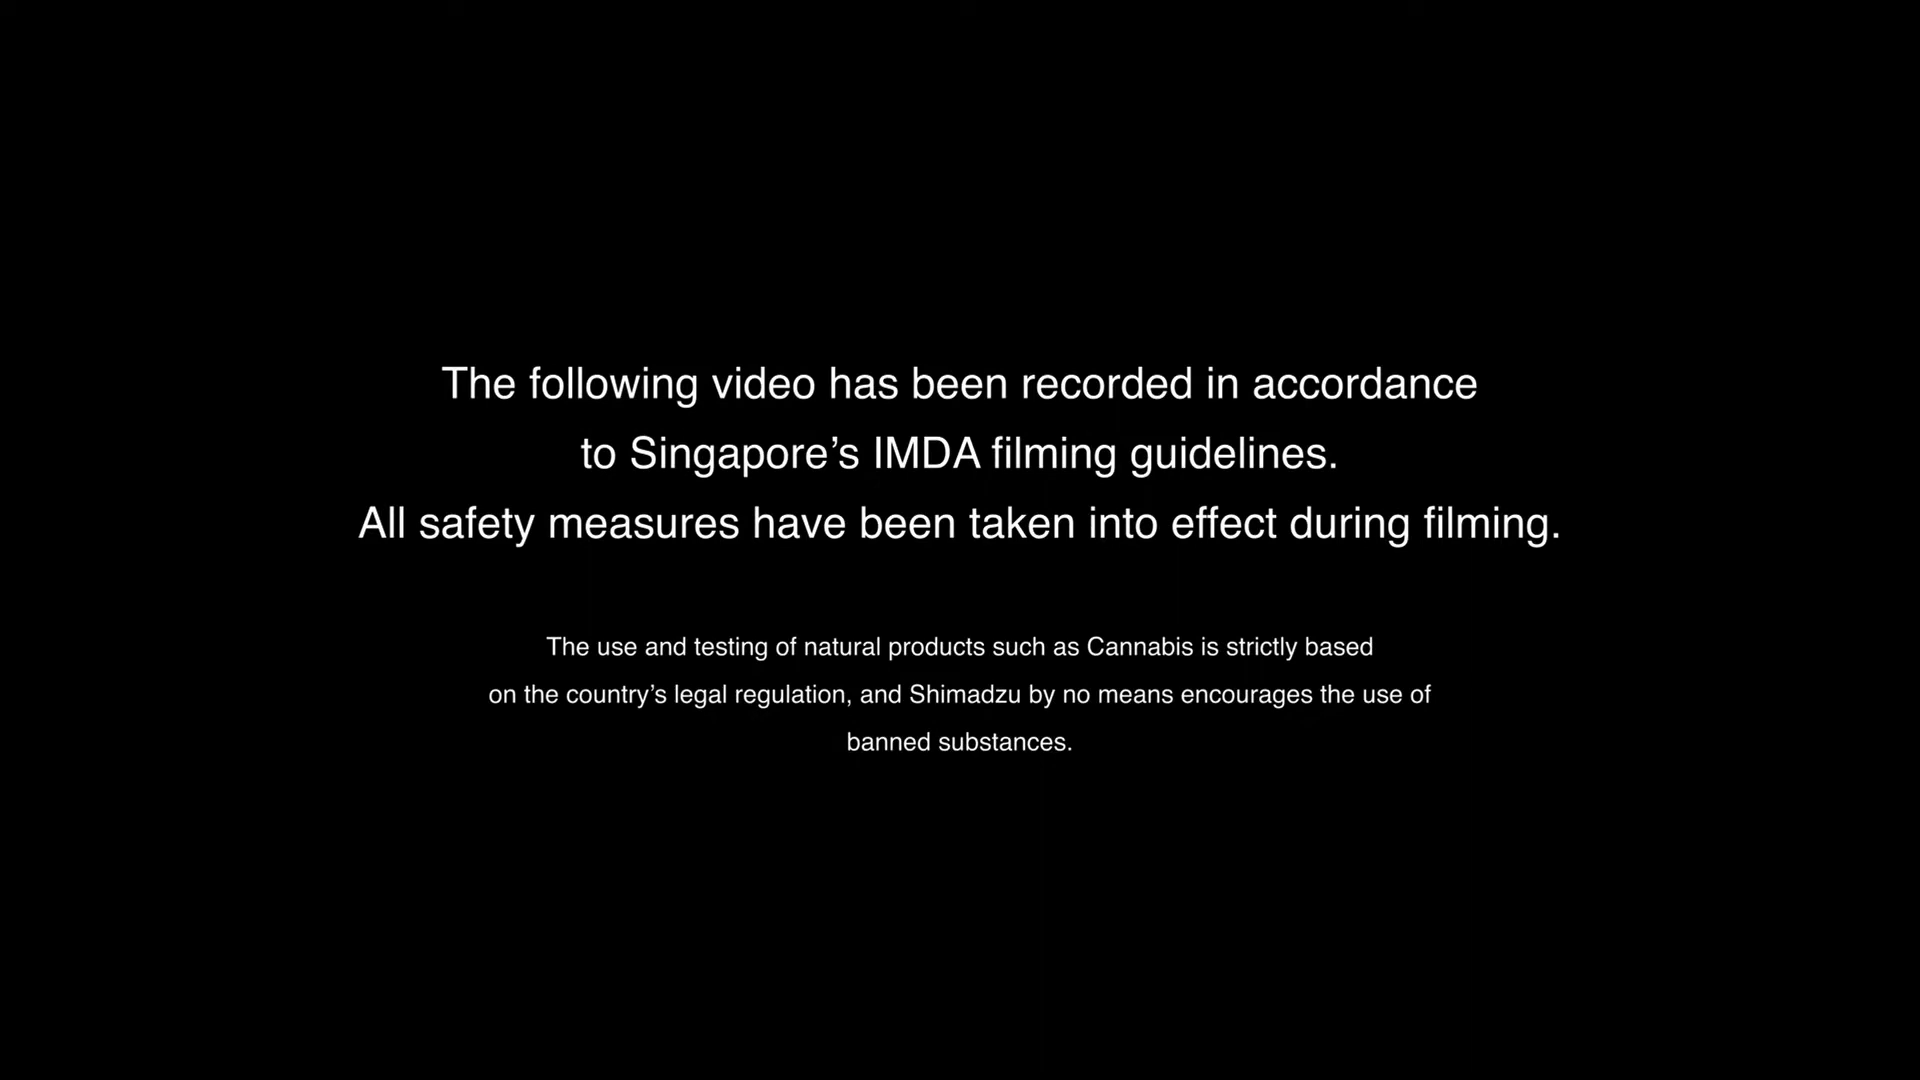 The following video has been recorded in accordance
to Singapore’s IMDA filming guidelines.
All safety measures have been taken into effect during filming.
The use and testing of natural products such as Cannabis is strictly based
on the country’s legal regulation, and Shimadzu by no means encourages the use of
banned substances.